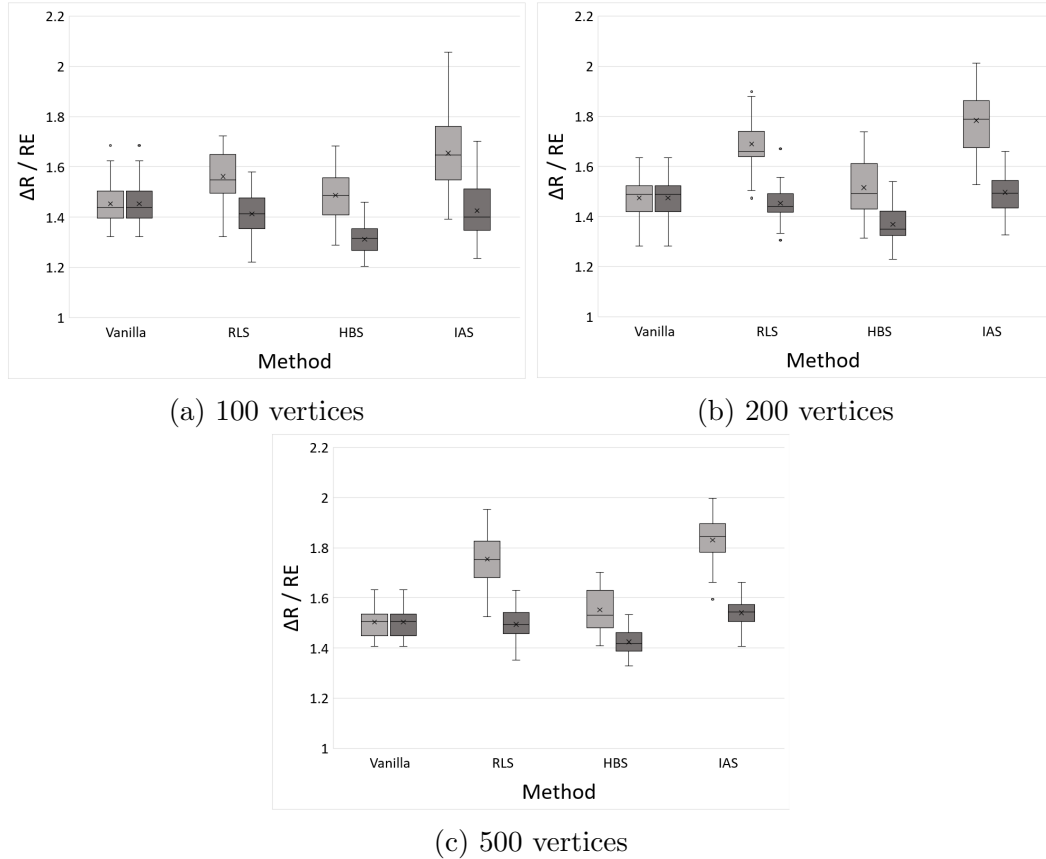 2.2
2
1.8
1.6
1.4
1.2
1
ΔR / RE
Vanilla RLS HBS IAS
Method
(a) 100 vertices
2.2
2
1.8
1.6
1.4
1.2
1
ΔR / RE
Vanilla RLS HBS IAS
Method
(b) 200 vertices
2.2
2
1.8
1.6
1.4
1.2
1
ΔR / RE
Vanilla RLS HBS IAS
Method
(c) 500 vertices